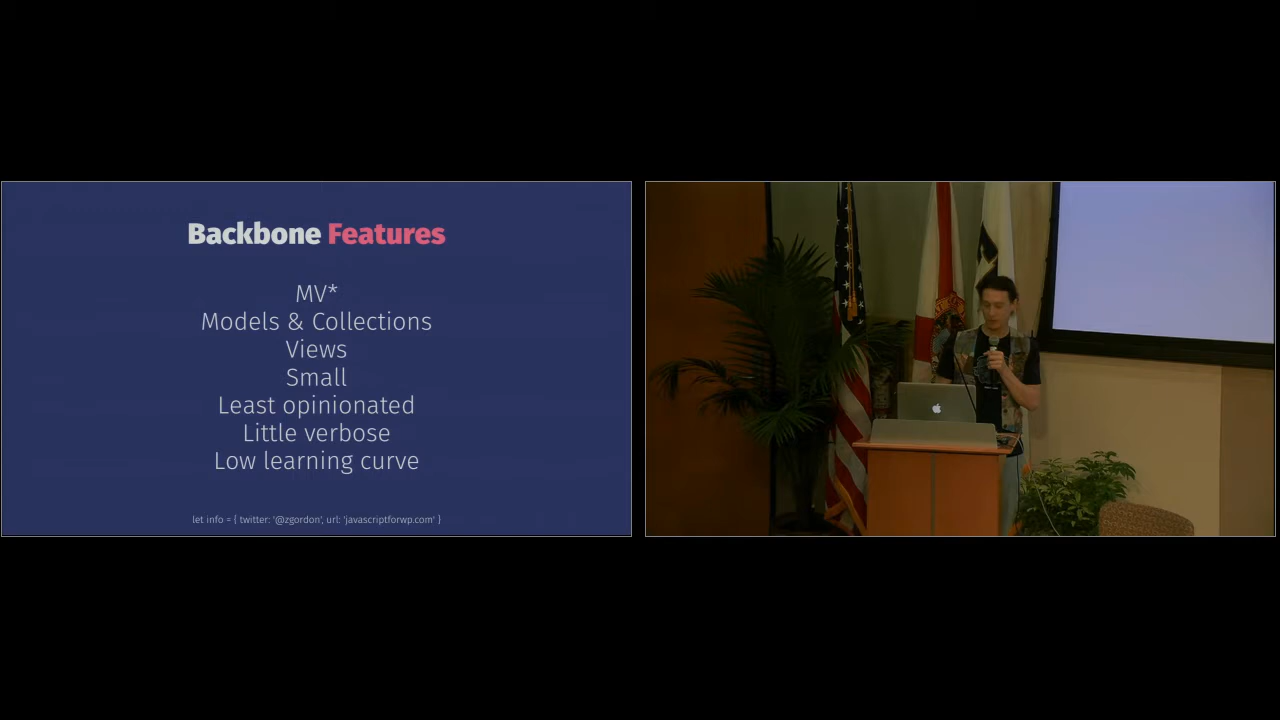 Backbone Features
MV*
Models & Collections
Views
Small
Least opinionated
Little verbose
Low learning curve
let info = { twitter: '@zgordon', url: 'javascriptforwp.com' }